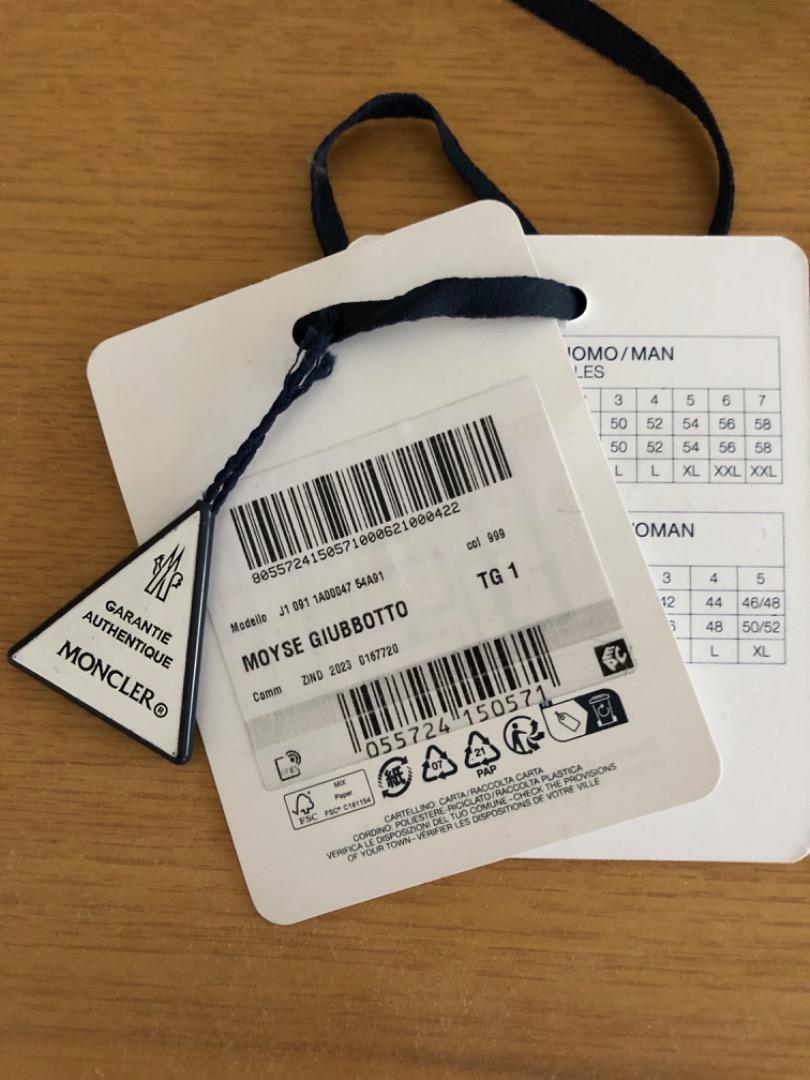 8055724150571000621000422
Modello J1 091 1A00047 54A91 col 999
MOYSE GIUBBOTTO TG 1
Comm ZIND 2023 0167720
055724 150571
GARANTIE
AUTHENTIQUE
MONCLER®
FSC
MIX
Paper
FSC® C161154
紙
07
21
PAP
CARTELLINO: CARTA/RACCOLTA CARTA
CORDINO: POLIESTERE RICICLATO/RACCOLTA PLASTICA
VERIFICA LE DISPOSIZIONI DEL TUO COMUNE-CHECK THE PROVISIONS
OF YOUR TOWN-VÉRIFIER LES DISPOSITIONS DE VOTRE VILLE
UOMO/MAN
LES
3 4 5 6 7
50 52 54 56 58
50 52 54 56 58
L L XL XXL XXL
OMAN
3 4 5
42 44 46/48
48 50/52
L XL